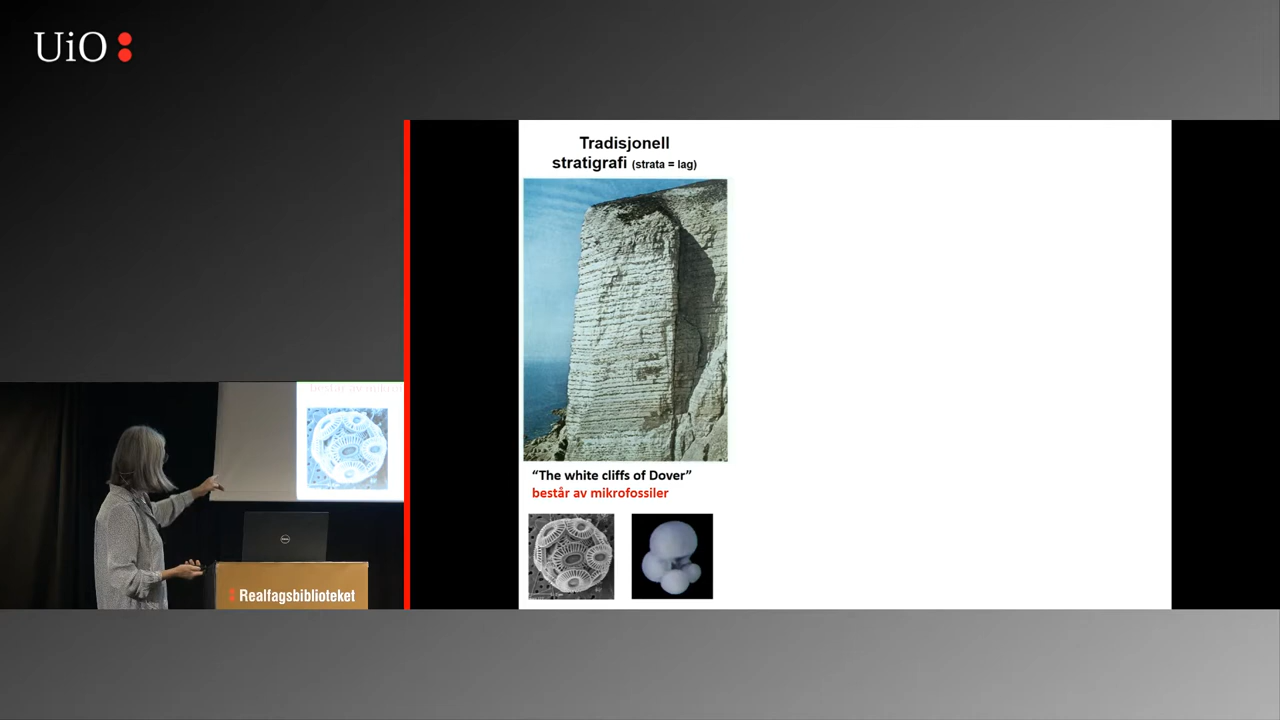 UiO
Tradisjonell
stratigrafi (strata = lag)
“The white cliffs of Dover”
består av mikrofossiler
Realfagsbiblioteket